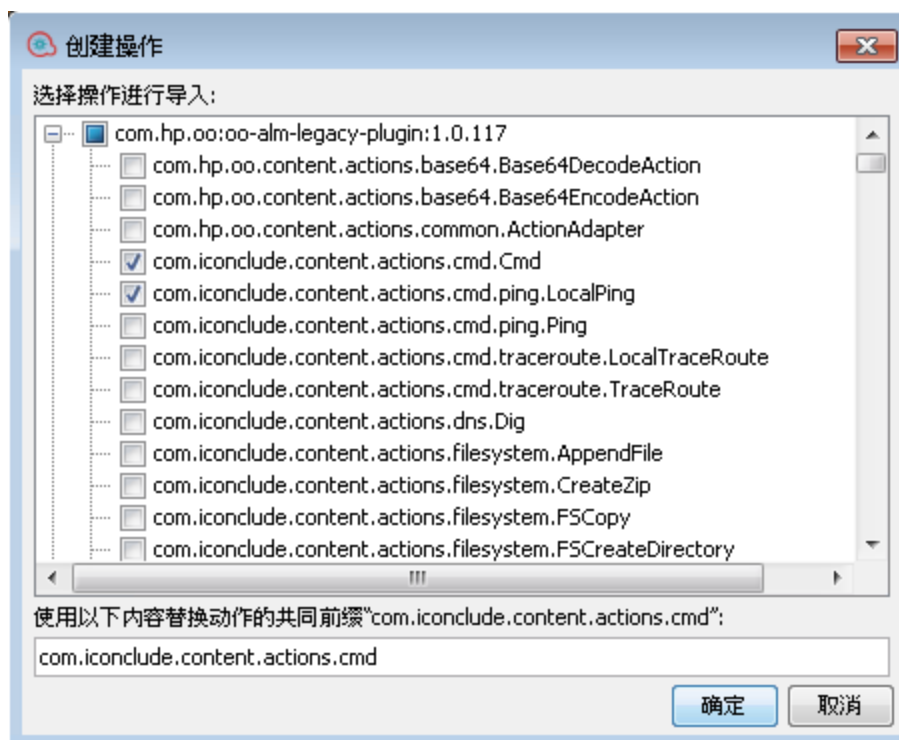 创建操作
选择操作进行导入:
com.hp.oo:oo-alm-legacy-plugin:1.0.117
com.hp.oo.content.actions.base64.Base64DecodeAction
com.hp.oo.content.actions.base64.Base64EncodeAction
com.hp.oo.content.actions.common.ActionAdapter
com.iconclude.content.actions.cmd.Cmd
com.iconclude.content.actions.cmd.ping.LocalPing
com.iconclude.content.actions.cmd.ping.Ping
com.iconclude.content.actions.cmd.traceroute.LocalTraceRoute
com.iconclude.content.actions.cmd.traceroute.TraceRoute
com.iconclude.content.actions.dns.Dig
com.iconclude.content.actions.filesystem.AppendFile
com.iconclude.content.actions.filesystem.CreateZip
com.iconclude.content.actions.filesystem.FSCopy
com.iconclude.content.actions.filesystem.FSCreateDirectory
使用以下内容替换动作的共同前缀“com.iconclude.content.actions.cmd”:
com.iconclude.content.actions.cmd
确定 取消